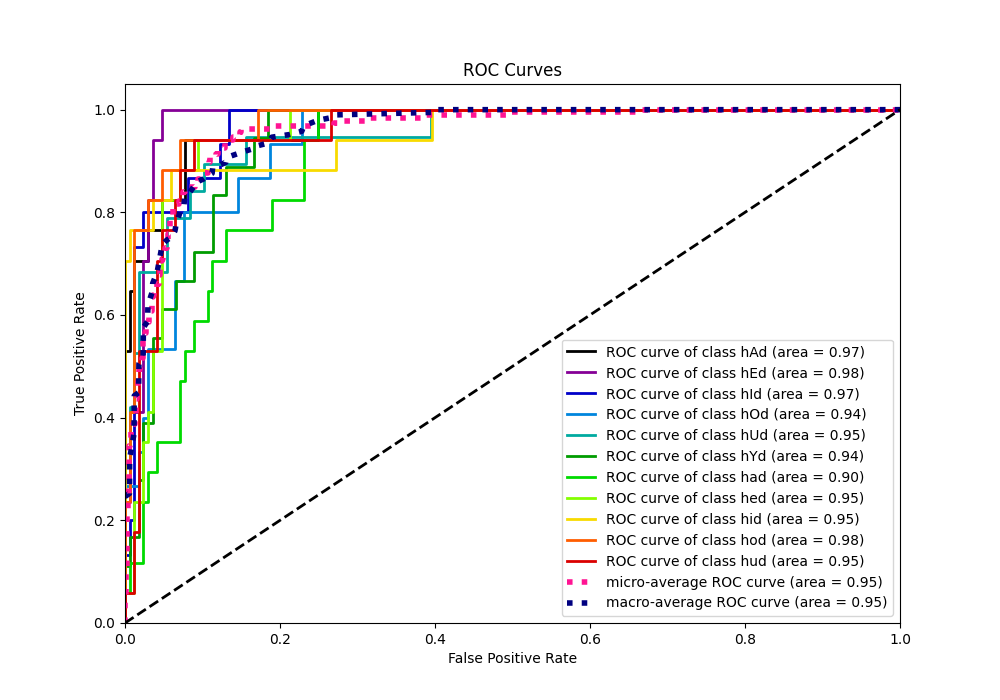 ROC Curves
True Positive Rate
1.0
0.8
0.6
0.4
0.2
0.0
0.0 0.2 0.4 0.6 0.8 1.0
False Positive Rate
ROC curve of class hAd (area = 0.97)
ROC curve of class hEd (area = 0.98)
ROC curve of class hId (area = 0.97)
ROC curve of class hOd (area = 0.94)
ROC curve of class hUd (area = 0.95)
ROC curve of class hYd (area = 0.94)
ROC curve of class had (area = 0.90)
ROC curve of class hed (area = 0.95)
ROC curve of class hid (area = 0.95)
ROC curve of class hod (area = 0.98)
ROC curve of class hud (area = 0.95)
micro-average ROC curve (area = 0.95)
macro-average ROC curve (area = 0.95)